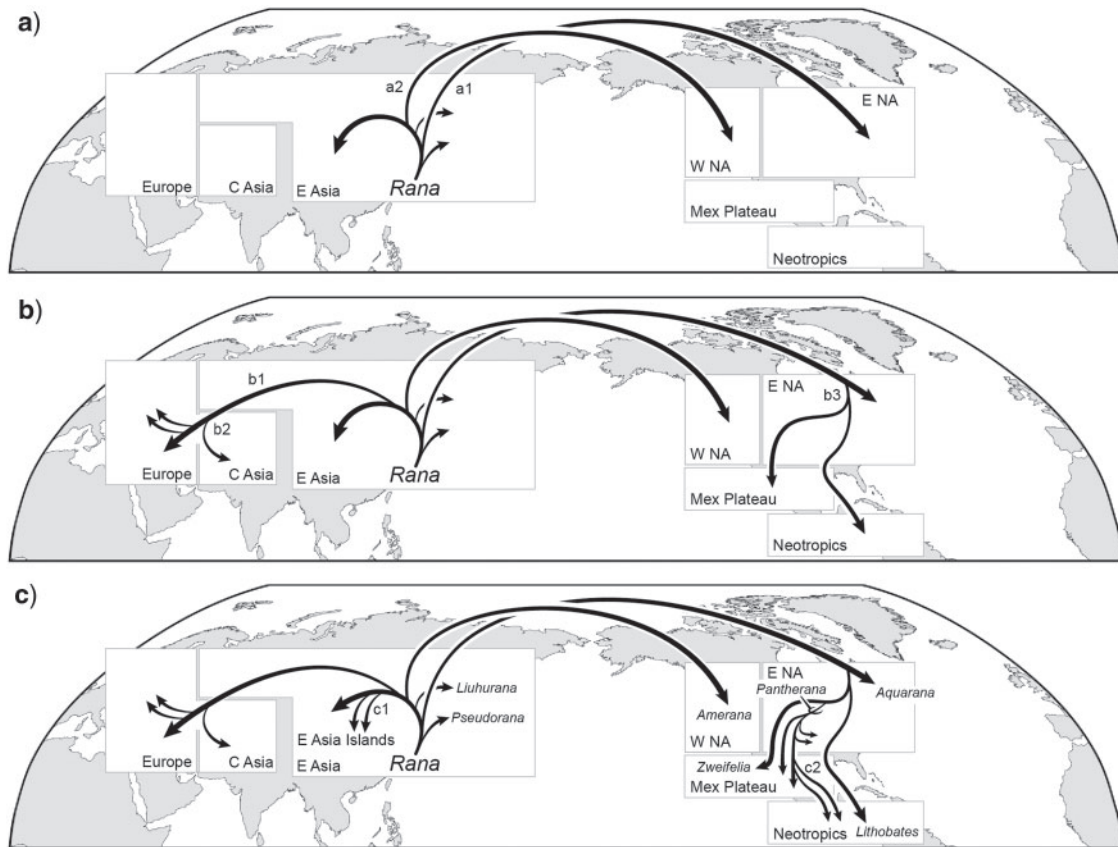 a)
a2
a1
E NA
W NA
Europe
C Asia
E Asia
Rana
Mex Plateau
Neotropics
b)
b1
E NA
b3
b2
W NA
Europe
C Asia
E Asia
Rana
Mex Plateau
Neotropics
c)
E NA
Liuhurana
Pantherana
Aquarana
c1
Pseudorana
Amerana
E Asia Islands
W NA
Europe
C Asia
E Asia
Rana
Zweifelia
c2
Mex Plateau
Neotropics
Lithobates